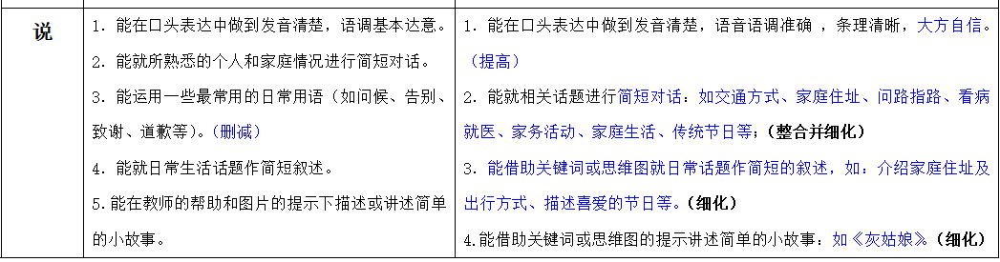 说
1. 能在口头表达中做到发音清楚，语调基本达意。
2. 能就所熟悉的个人和家庭情况进行简短对话。
3. 能运用一些最常用的日常用语（如问候、告别、
致谢、道歉等）。（删减）
4. 能就日常生活话题作简短叙述。
5.能在教师的帮助和图片的提示下描述或讲述简单
的小故事。
1. 能在口头表达中做到发音清楚，语音语调准确 ，条理清晰，大方自信。
（提高）
2. 能就相关话题进行简短对话：如交通方式、家庭住址、问路指路、看病
就医、家务活动、家庭生活、传统节日等；（整合并细化）
3. 能借助关键词或思维图就日常话题作简短的叙述，如：介绍家庭住址及
出行方式、描述喜爱的节日等。（细化）
4.能借助关键词或思维图的提示讲述简单的小故事：如《灰姑娘》。（细化）